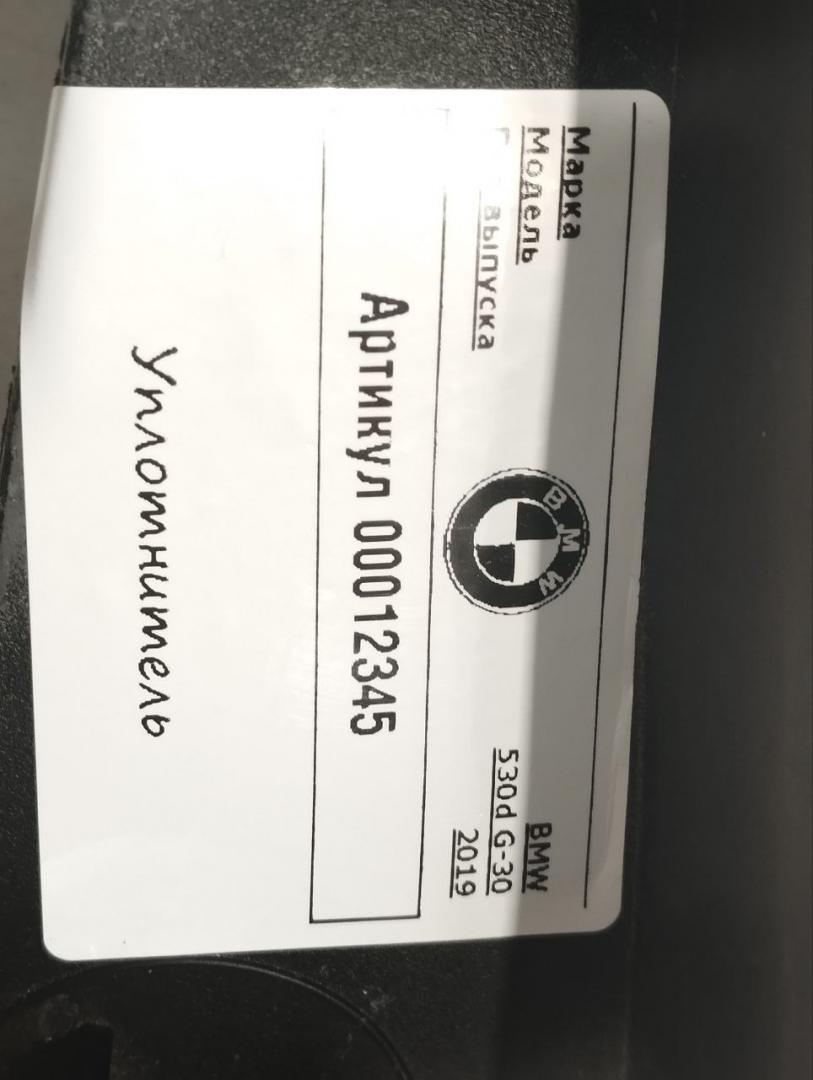 Марка BMW
Модель 530d G-30
выпуска 2019
BMW
Артикул 00012345
Уплотнитель